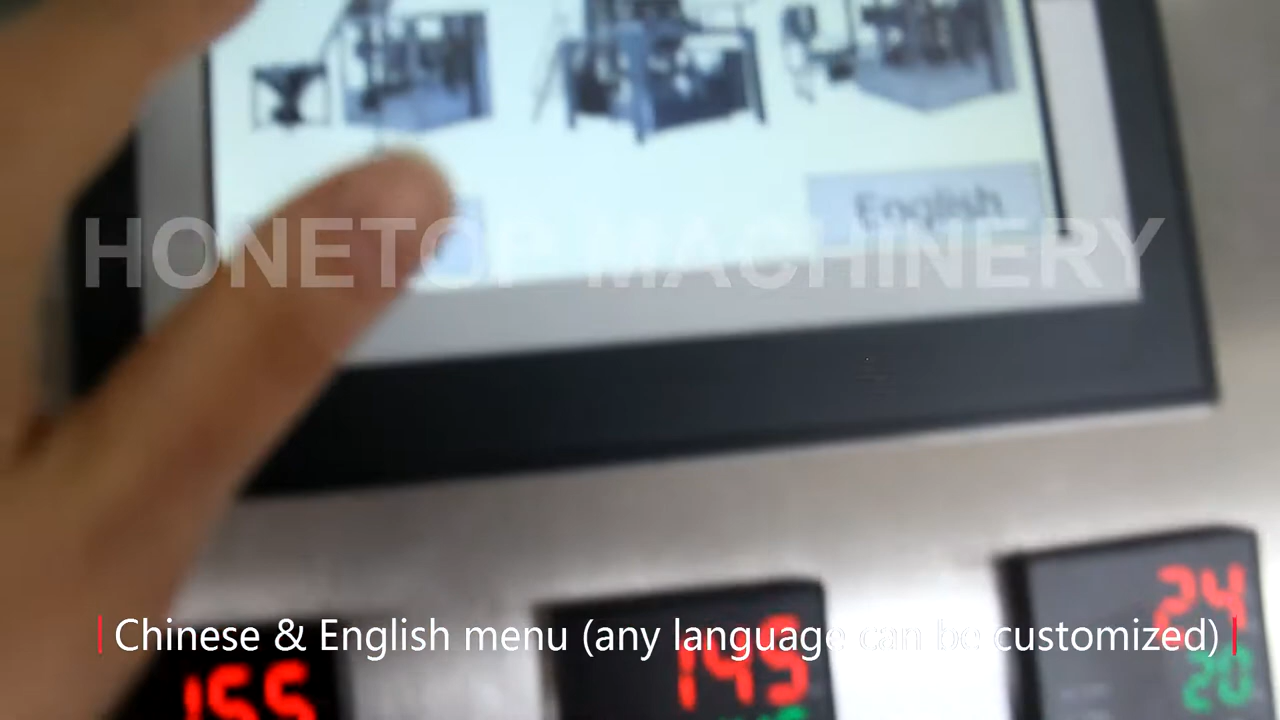 English
HONETOP MACHINERY
24
Chinese & English menu (any language can be customized)
20
155
145